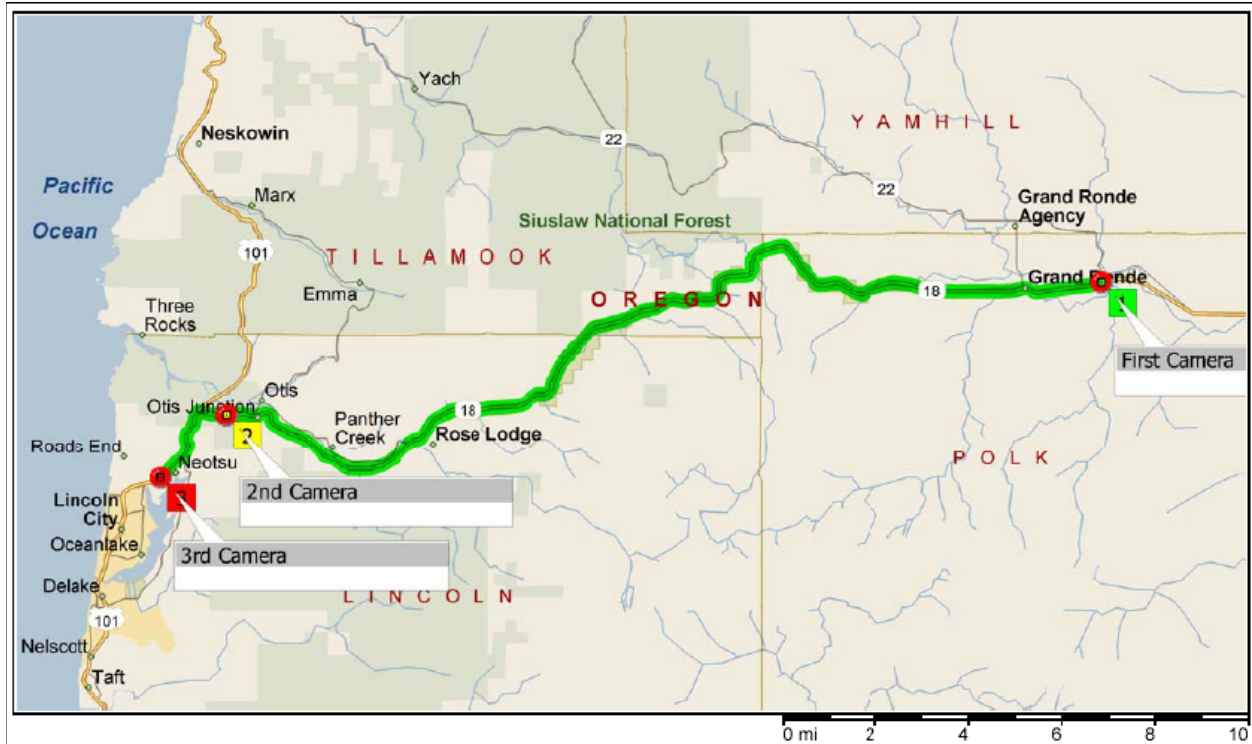 Yach
Neskowin
22
YAMHILL
Pacific
Ocean
Marx
22
Grand Ronde
Agency
Siuslaw National Forest
101
TILLAMOOK
Emma
Grand Ronde
OREGON
18
1
Three
Rocks
First Camera
Otis
Otis Junction
18
2
Panther
Creek
Rose Lodge
Roads End
Neotsu
POLK
2nd Camera
3
Lincoln
City
Oceanlake
3rd Camera
Delake
LINCOLN
101
Nelscott
Taft
0 mi 2 4 6 8 10